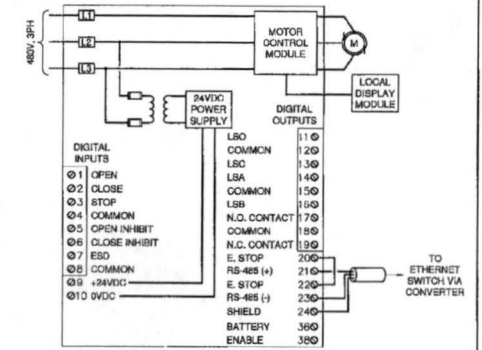 480V, 3PH
L1
L2
L3
MOTOR
CONTROL
MODULE
M
LOCAL
DISPLAY
MODULE
24VDC
POWER
SUPPLY
DIGITAL
OUTPUTS
DIGITAL
INPUTS
1 OPEN
2 CLOSE
3 STOP
4 COMMON
5 OPEN INHIBIT
6 CLOSE INHIBIT
7 ESD
8 COMMON
9 +24VDC
10 0VDC
LSO 11
COMMON 12
LSC 13
LSA 14
COMMON 15
LSB 16
N.O. CONTACT 17
COMMON 18
N.C. CONTACT 19
E. STOP 20
RS-485 (+) 21
E. STOP 22
RS-485 (-) 23
SHIELD 24
BATTERY 36
ENABLE 38
TO
ETHERNET
SWITCH VIA
CONVERTER